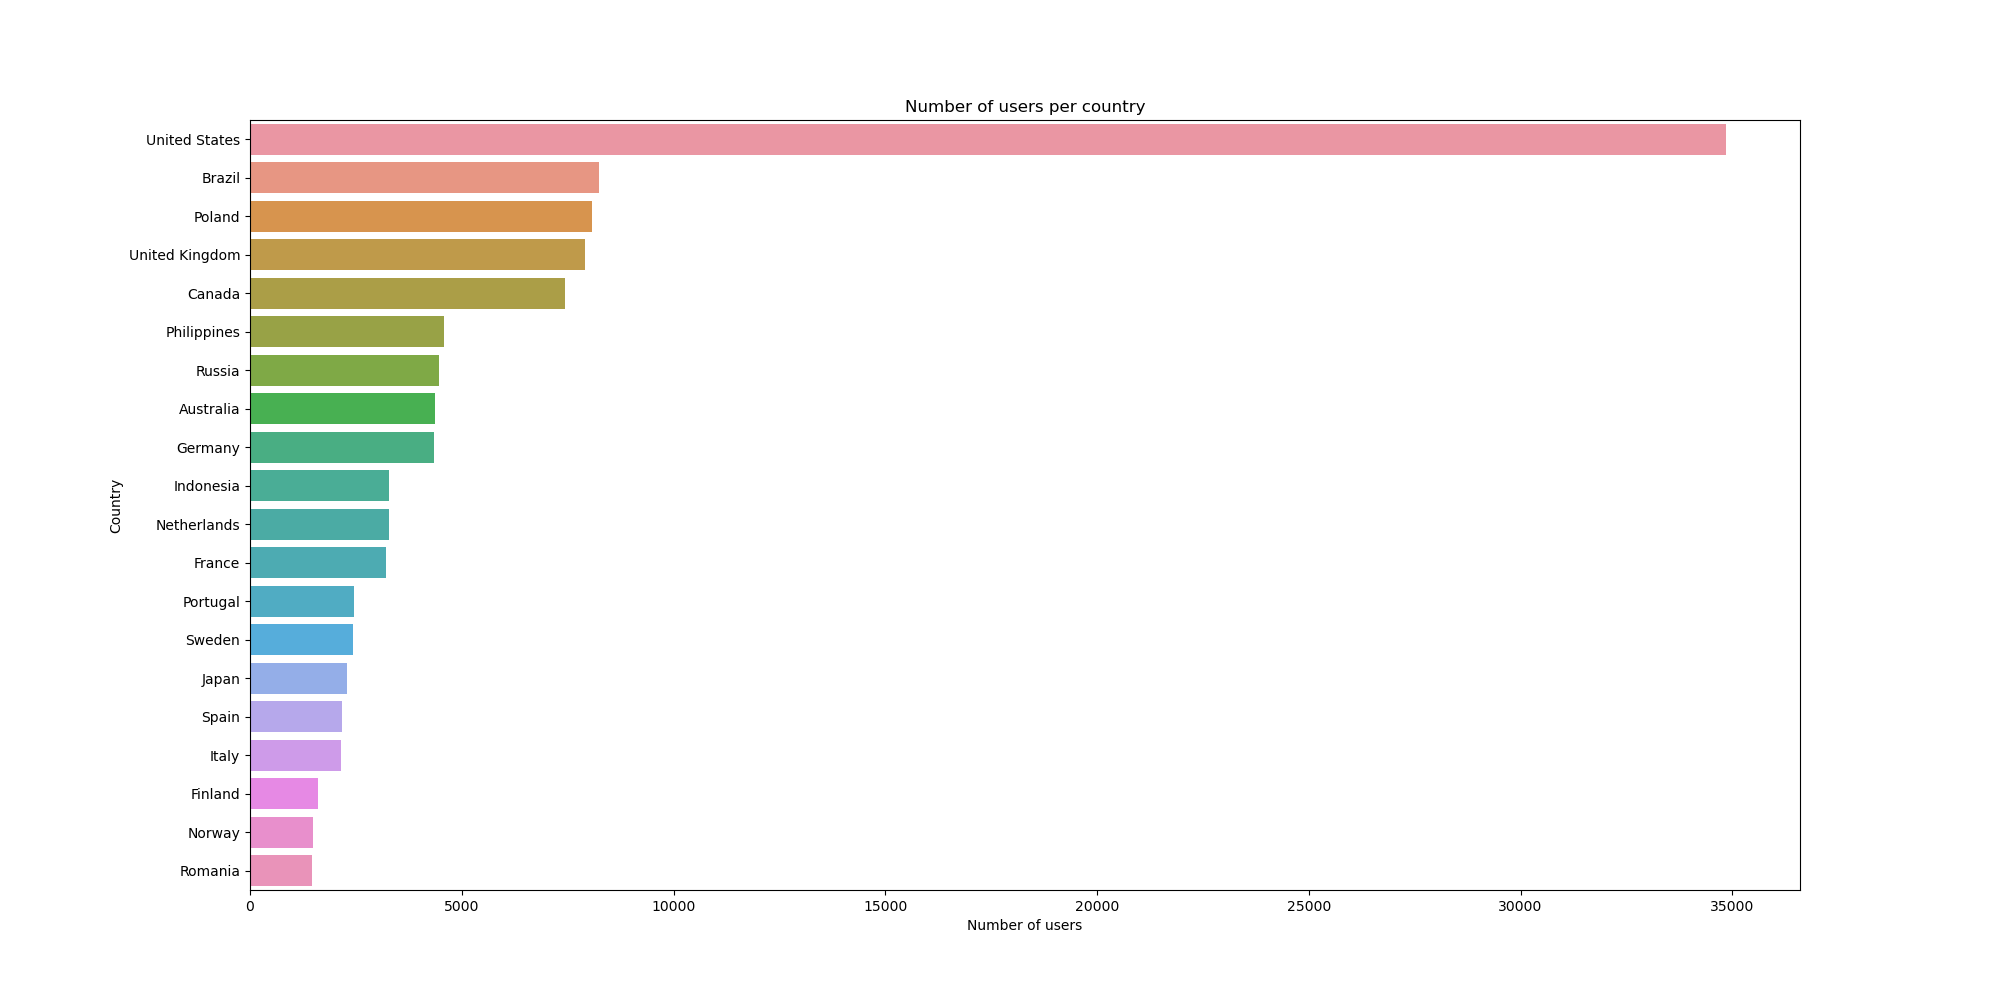 Number of users per country
United States
Brazil
Poland
United Kingdom
Canada
Philippines
Russia
Australia
Germany
Indonesia
Netherlands
France
Portugal
Sweden
Japan
Spain
Italy
Finland
Norway
Romania
Country
0 5000 10000 15000 20000 25000 30000 35000
Number of users